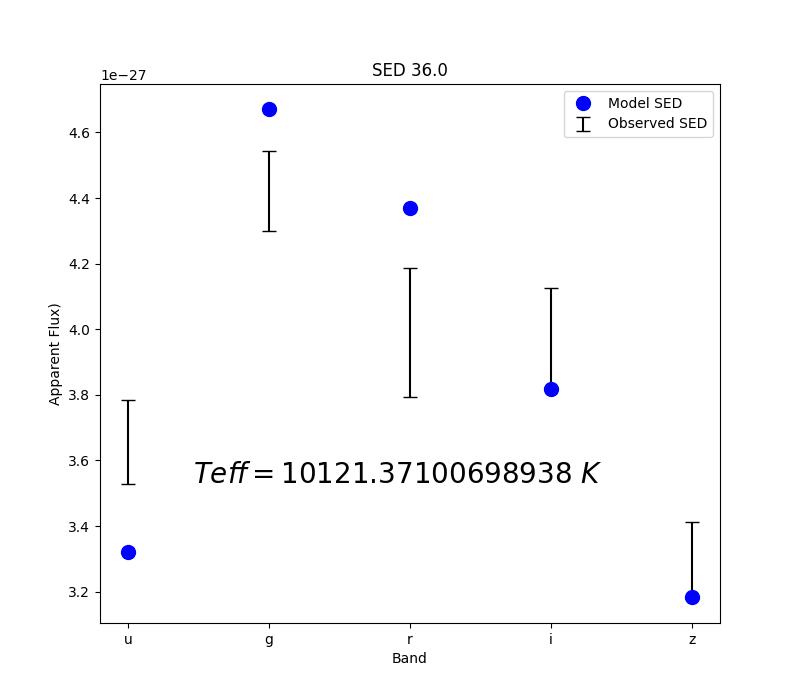 SED 36.0
1e−27
Model SED
Observed SED
4.6
4.4
4.2
4.0
3.8
3.6
3.4
3.2
Apparent Flux)
Teff = 10121.37100698938 K
u g r i z
Band